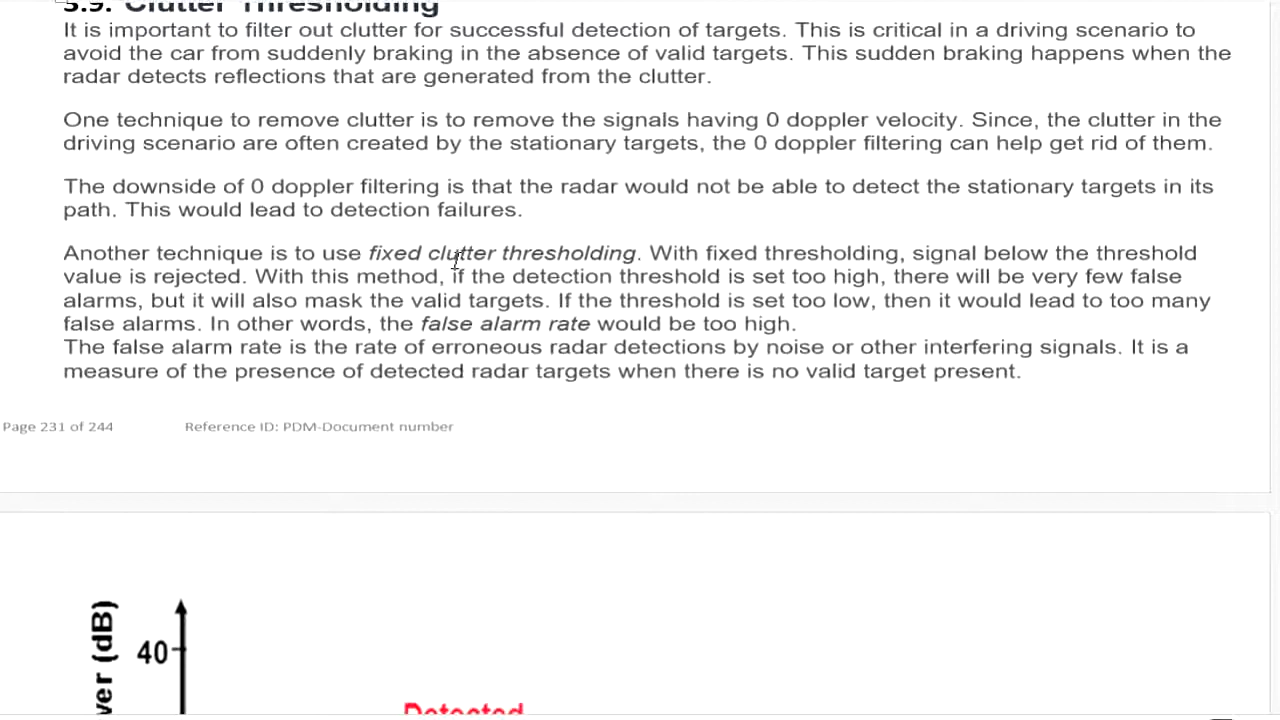 5.9. Clutter Thresholding
It is important to filter out clutter for successful detection of targets. This is critical in a driving scenario to
avoid the car from suddenly braking in the absence of valid targets. This sudden braking happens when the
radar detects reflections that are generated from the clutter.
One technique to remove clutter is to remove the signals having 0 doppler velocity. Since, the clutter in the
driving scenario are often created by the stationary targets, the 0 doppler filtering can help get rid of them.
The downside of 0 doppler filtering is that the radar would not be able to detect the stationary targets in its
path. This would lead to detection failures.
Another technique is to use fixed clutter thresholding. With fixed thresholding, signal below the threshold
value is rejected. With this method, if the detection threshold is set too high, there will be very few false
alarms, but it will also mask the valid targets. If the threshold is set too low, then it would lead to too many
false alarms. In other words, the false alarm rate would be too high.
The false alarm rate is the rate of erroneous radar detections by noise or other interfering signals. It is a
measure of the presence of detected radar targets when there is no valid target present.
Page 231 of 244 Reference ID: PDM-Document number
(dB)
40
Detected